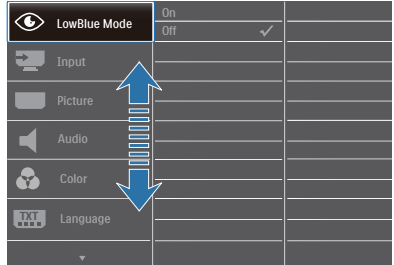 LowBlue Mode
On
Off
Input
Picture
Audio
Color
TXT
Language